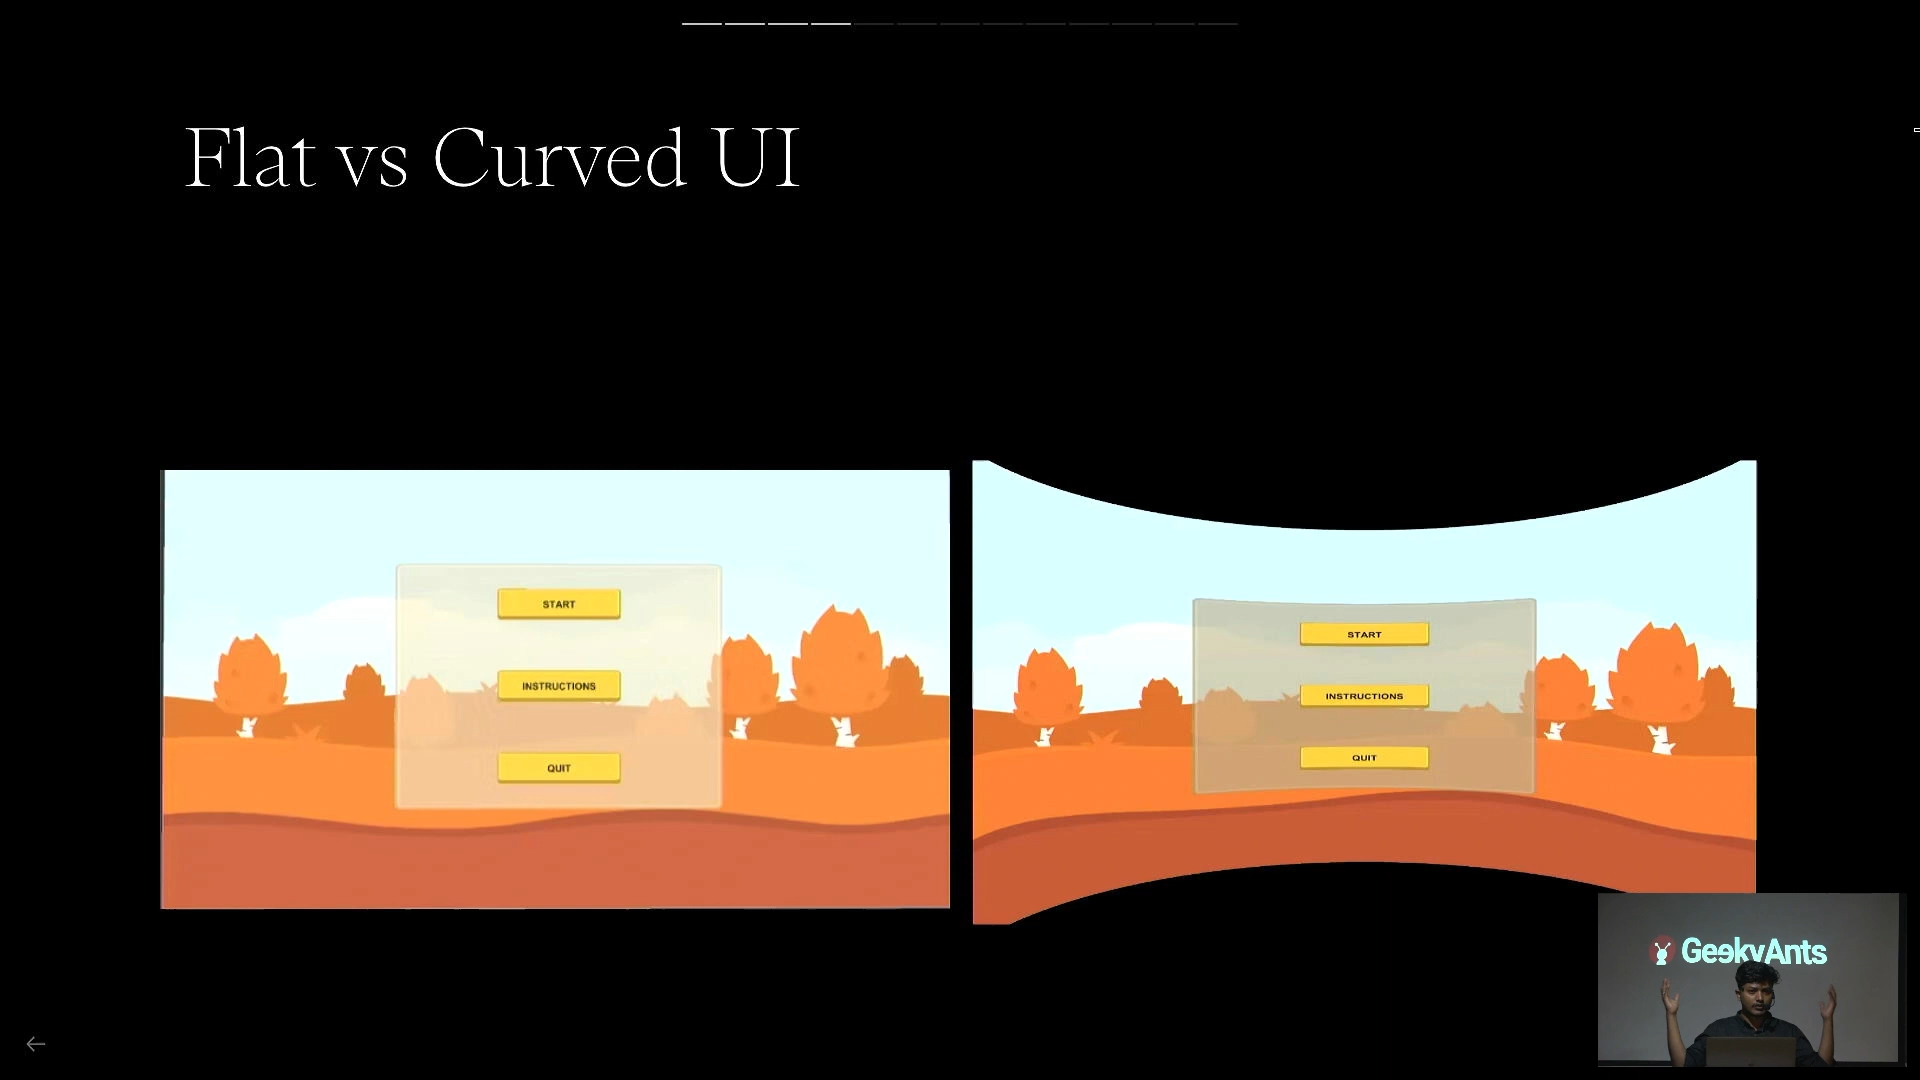 Flat vs Curved UI
START
INSTRUCTIONS
QUIT
START
INSTRUCTIONS
QUIT
GeekyAnts